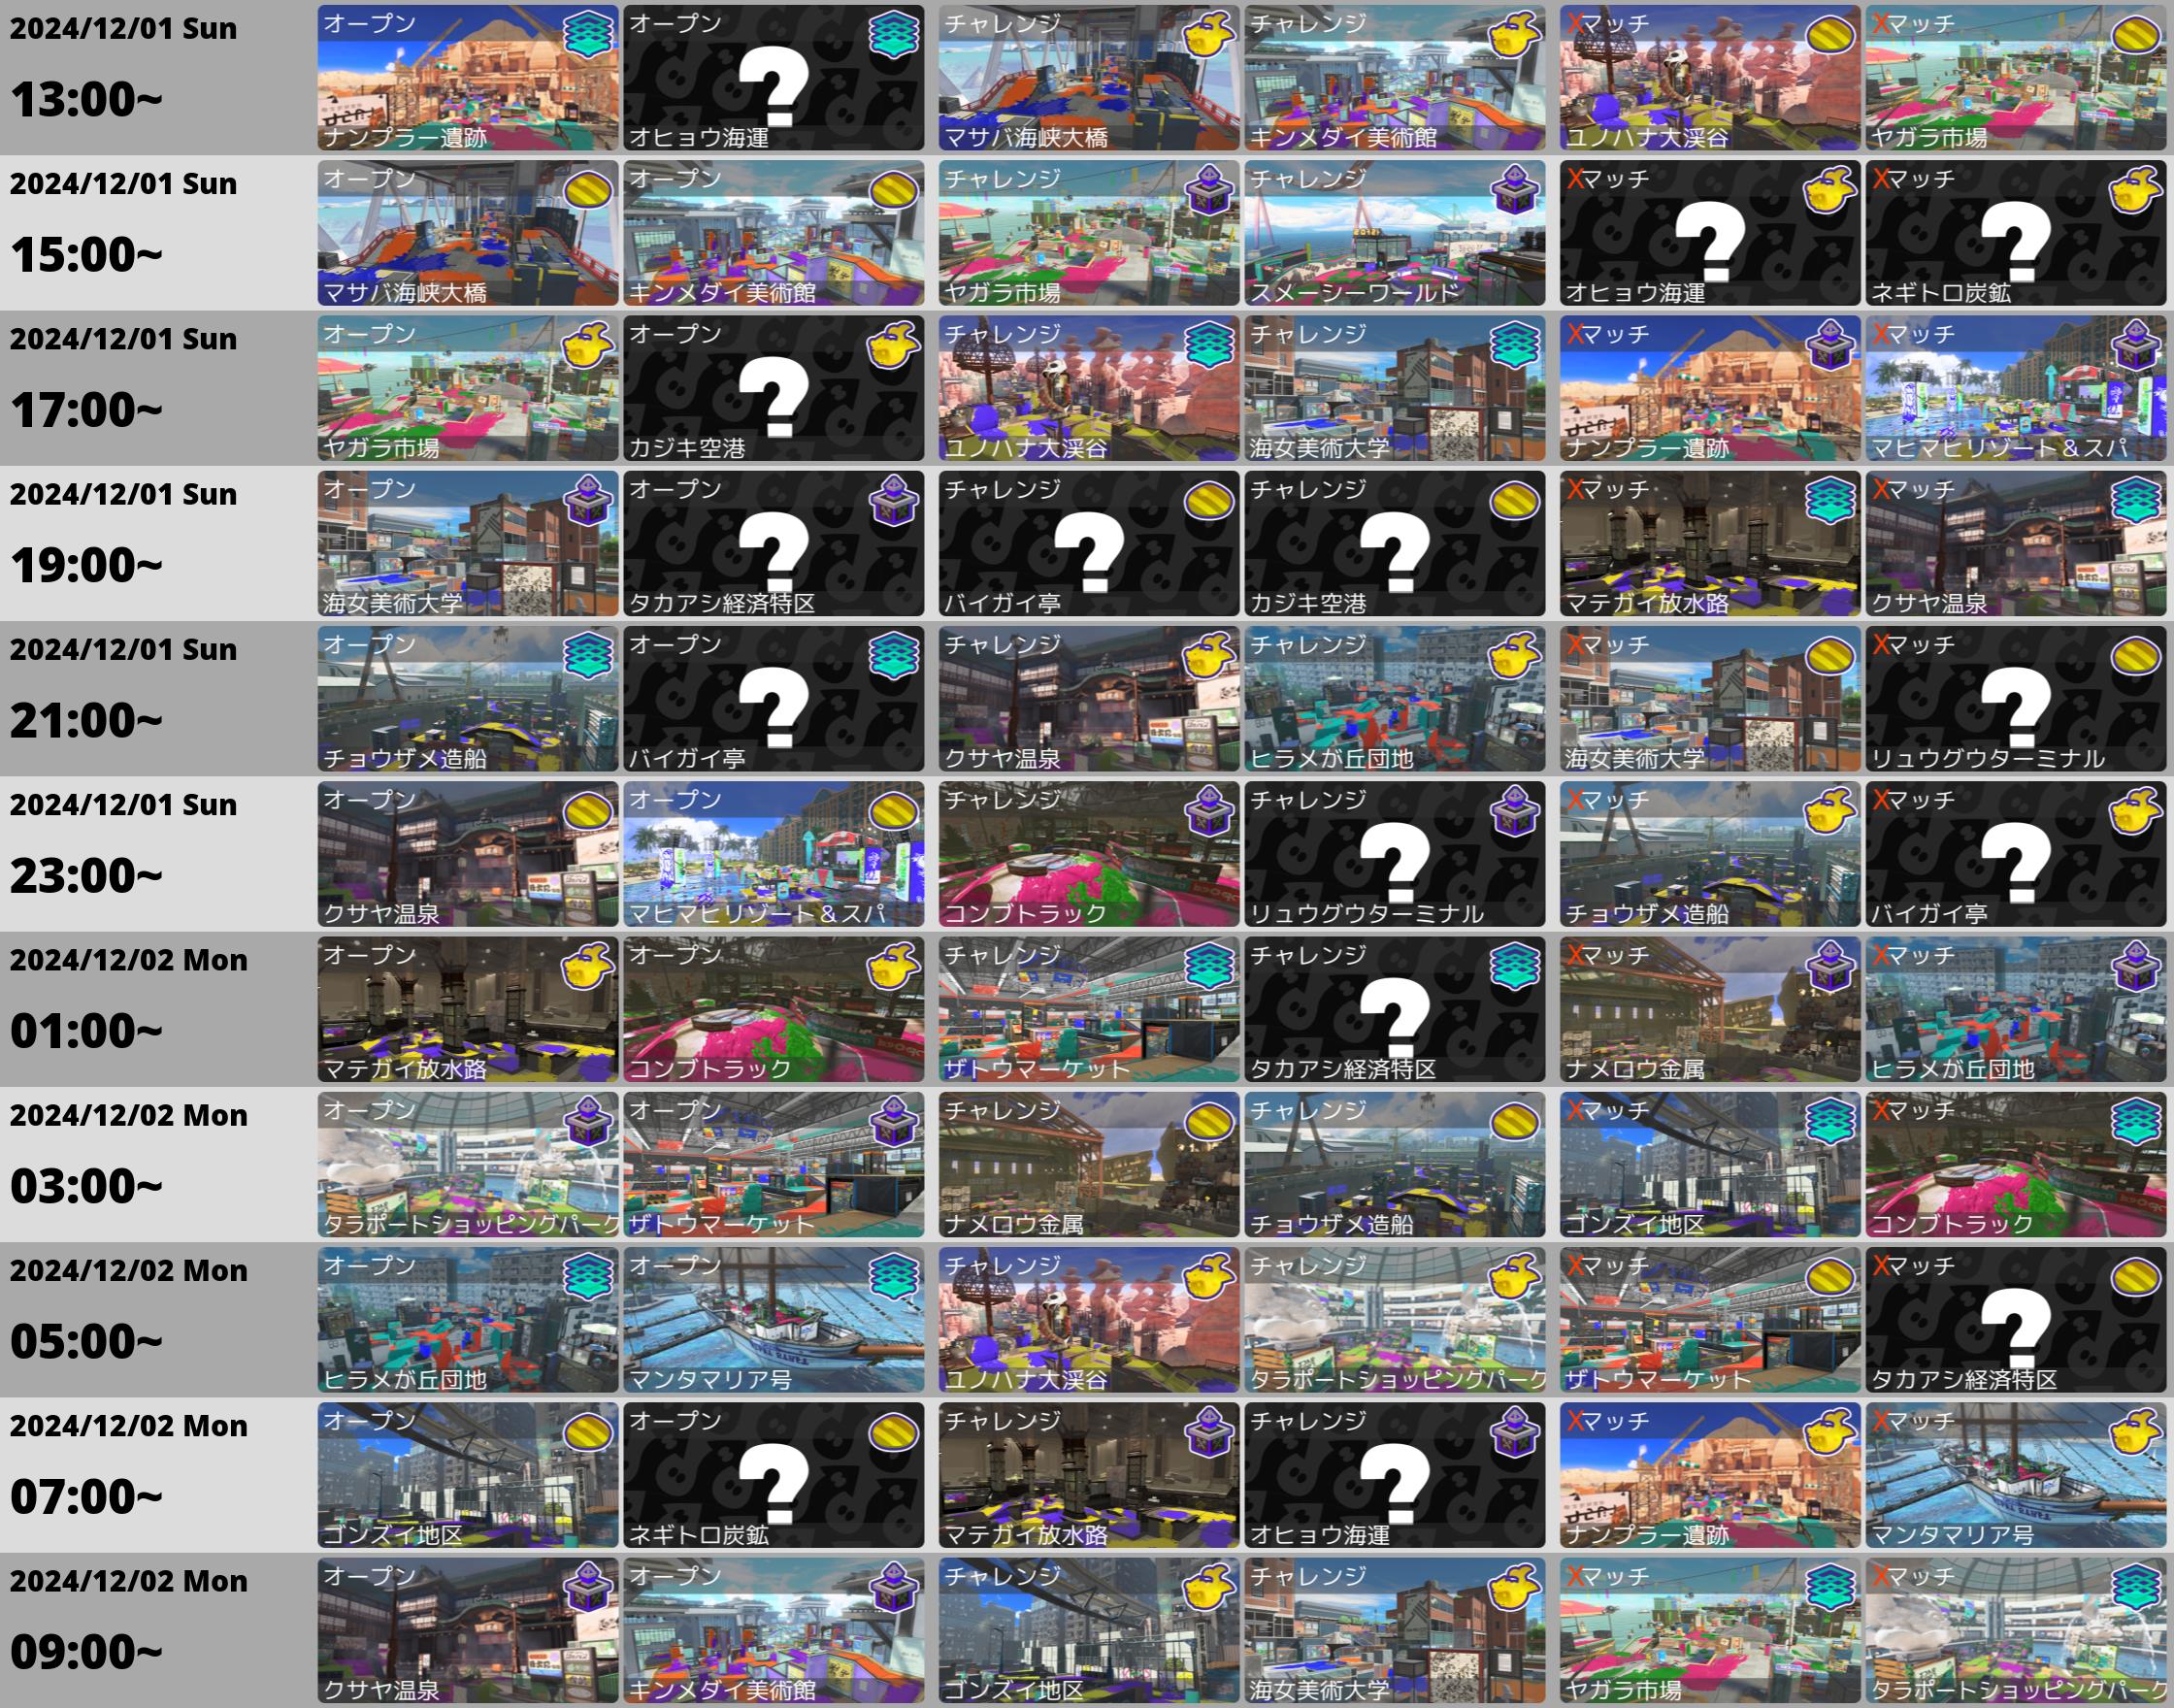 2024/12/01 Sun
13:00~
オープン
ナンプラー遺跡
オープン
オヒョウ海運
チャレンジ
マサバ海峡大橋
チャレンジ
キンメダイ美術館
Xマッチ
ユノハナ大渓谷
Xマッチ
ヤガラ市場
2024/12/01 Sun
15:00~
オープン
マサバ海峡大橋
オープン
キンメダイ美術館
チャレンジ
ヤガラ市場
チャレンジ
スメーシーワールド
Xマッチ
オヒョウ海運
Xマッチ
ネギトロ炭鉱
2024/12/01 Sun
17:00~
オープン
ヤガラ市場
オープン
カジキ空港
チャレンジ
ユノハナ大渓谷
チャレンジ
海女美術大学
Xマッチ
ナンプラー遺跡
Xマッチ
マヒマヒリゾート＆スパ
2024/12/01 Sun
19:00~
オープン
海女美術大学
オープン
タカアシ経済特区
チャレンジ
バイガイ亭
チャレンジ
カジキ空港
Xマッチ
マテガイ放水路
Xマッチ
クサヤ温泉
2024/12/01 Sun
21:00~
オープン
チョウザメ造船
オープン
バイガイ亭
チャレンジ
クサヤ温泉
チャレンジ
ヒラメが丘団地
Xマッチ
海女美術大学
Xマッチ
リュウグウターミナル
2024/12/01 Sun
23:00~
オープン
クサヤ温泉
オープン
マヒマヒリゾート＆スパ
チャレンジ
コンブトラック
チャレンジ
リュウグウターミナル
Xマッチ
チョウザメ造船
Xマッチ
バイガイ亭
2024/12/02 Mon
01:00~
オープン
マテガイ放水路
オープン
コンブトラック
チャレンジ
ザトウマーケット
チャレンジ
タカアシ経済特区
Xマッチ
ナメロウ金属
Xマッチ
ヒラメが丘団地
2024/12/02 Mon
03:00~
オープン
タラポートショッピングパーク
オープン
ザトウマーケット
チャレンジ
ナメロウ金属
チャレンジ
チョウザメ造船
Xマッチ
ゴンズイ地区
Xマッチ
コンブトラック
2024/12/02 Mon
05:00~
オープン
ヒラメが丘団地
オープン
マンタマリア号
チャレンジ
ユノハナ大渓谷
チャレンジ
タラポートショッピングパーク
Xマッチ
ザトウマーケット
Xマッチ
タカアシ経済特区
2024/12/02 Mon
07:00~
オープン
ゴンズイ地区
オープン
ネギトロ炭鉱
チャレンジ
マテガイ放水路
チャレンジ
オヒョウ海運
Xマッチ
ナンプラー遺跡
Xマッチ
マンタマリア号
2024/12/02 Mon
09:00~
オープン
クサヤ温泉
オープン
キンメダイ美術館
チャレンジ
ゴンズイ地区
チャレンジ
海女美術大学
Xマッチ
ヤガラ市場
Xマッチ
タラポートショッピングパーク